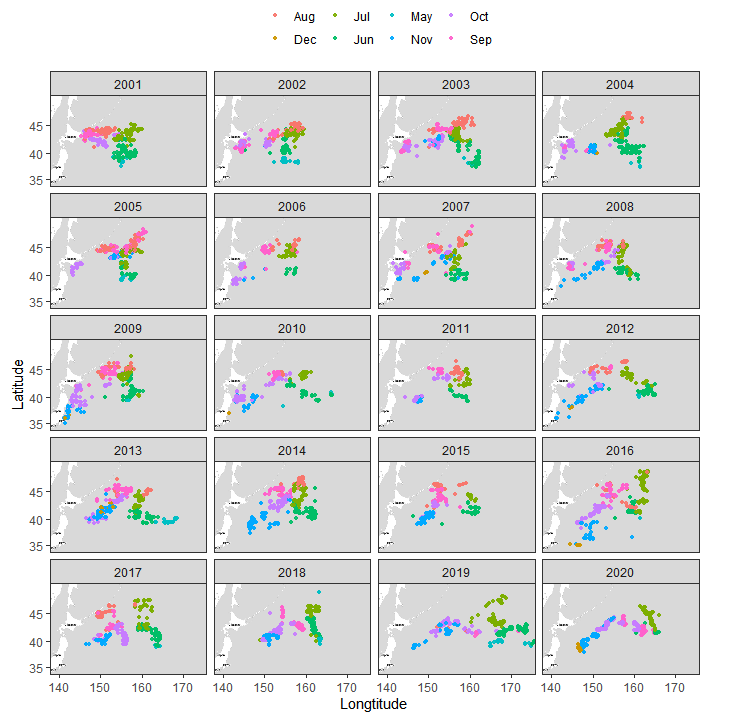 Aug Jul May Oct
Dec Jun Nov Sep
2001 2002 2003 2004
45
40
35
2005 2006 2007 2008
45
40
35
2009 2010 2011 2012
45
40
35
2013 2014 2015 2016
45
40
35
2017 2018 2019 2020
45
40
35
140 150 160 170 140 150 160 170 140 150 160 170 140 150 160 170
Longtitude
Latitude